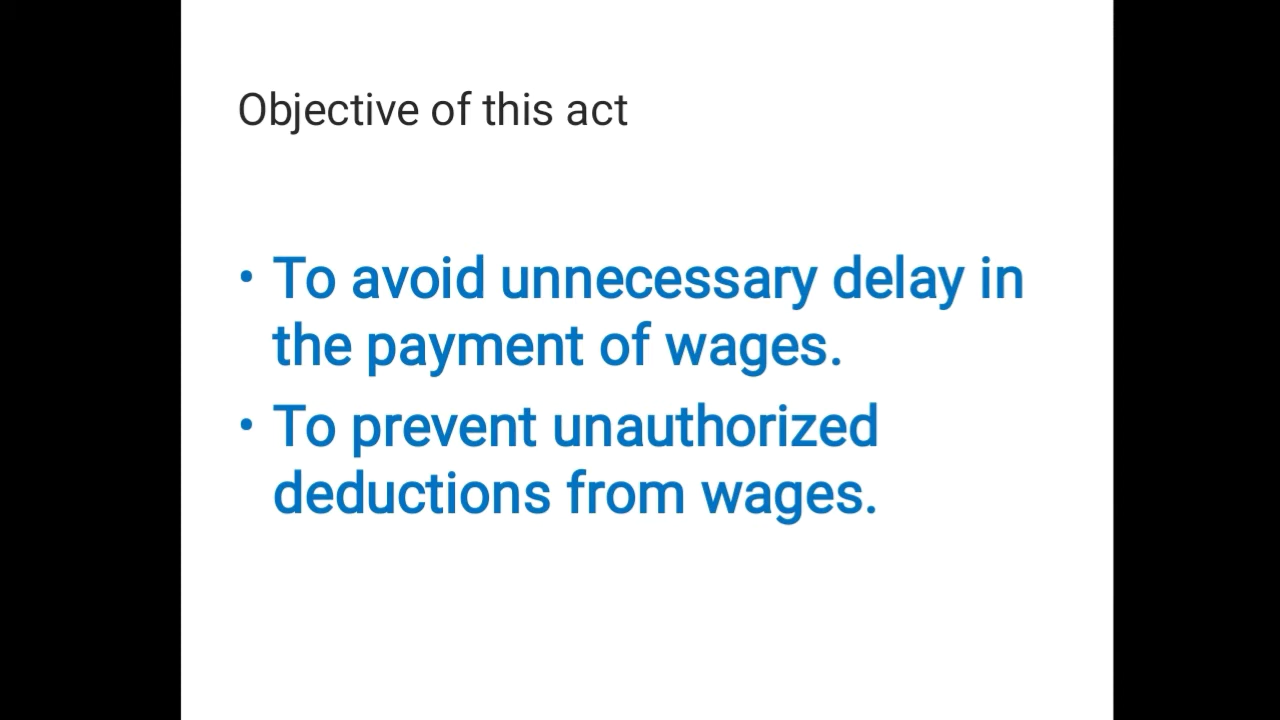 Objective of this act
• To avoid unnecessary delay in
the payment of wages.
• To prevent unauthorized
deductions from wages.